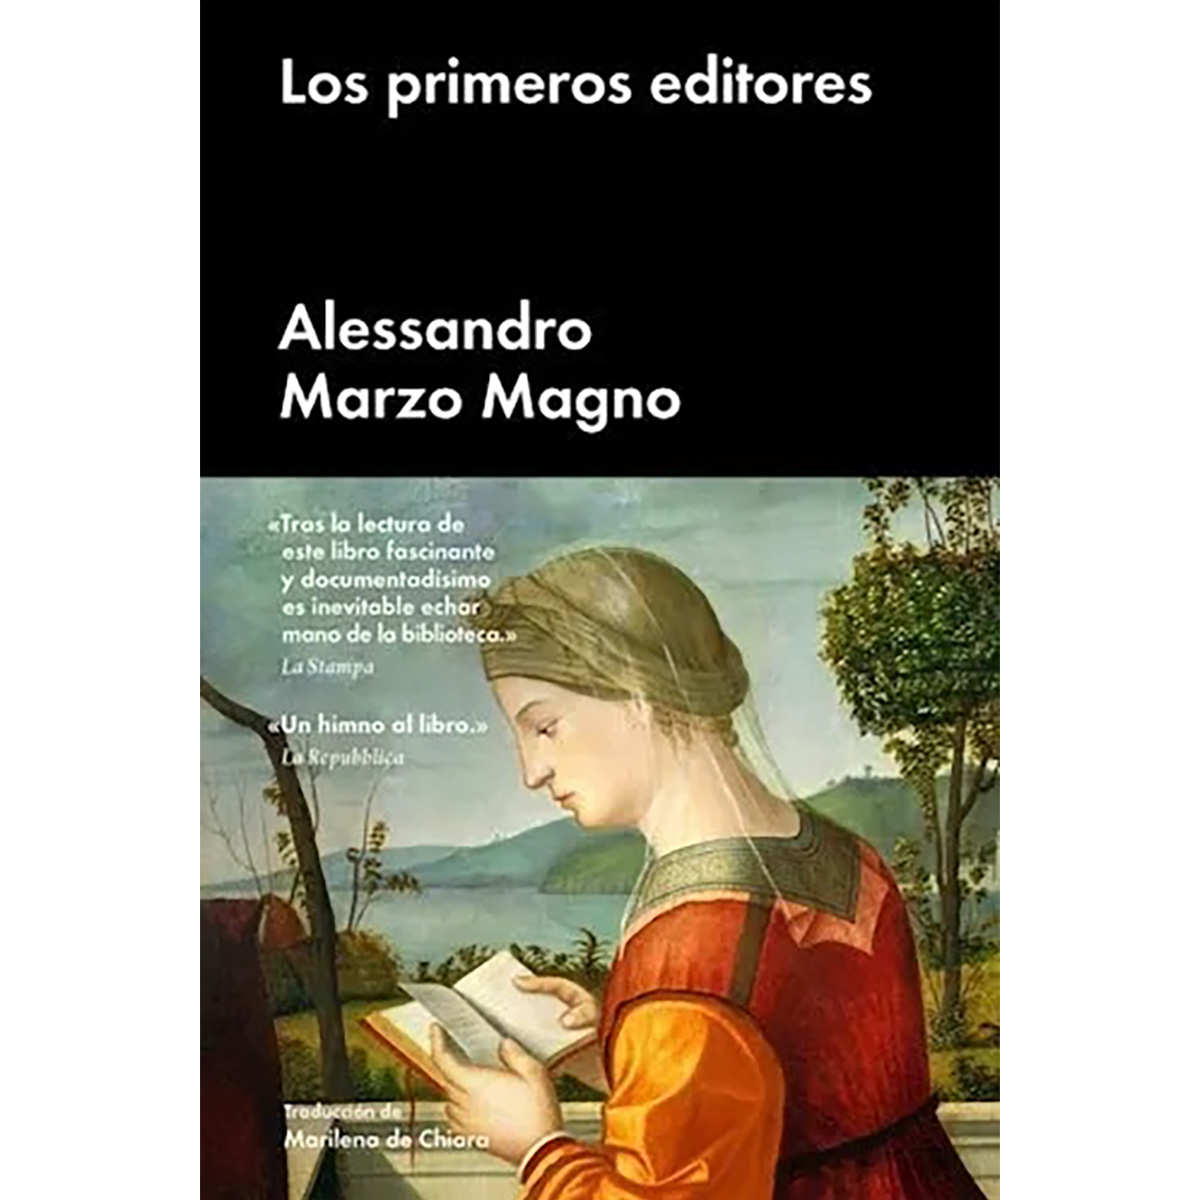 Los primeros editores
Alessandro
Marzo Magno
«Tras la lectura de
este libro fascinante
y documentadísimo
es inevitable echar
mano de la biblioteca.»
La Stampa
«Un himno al libro.»
La Repubblica
Traducción de
Marilena de Chiara